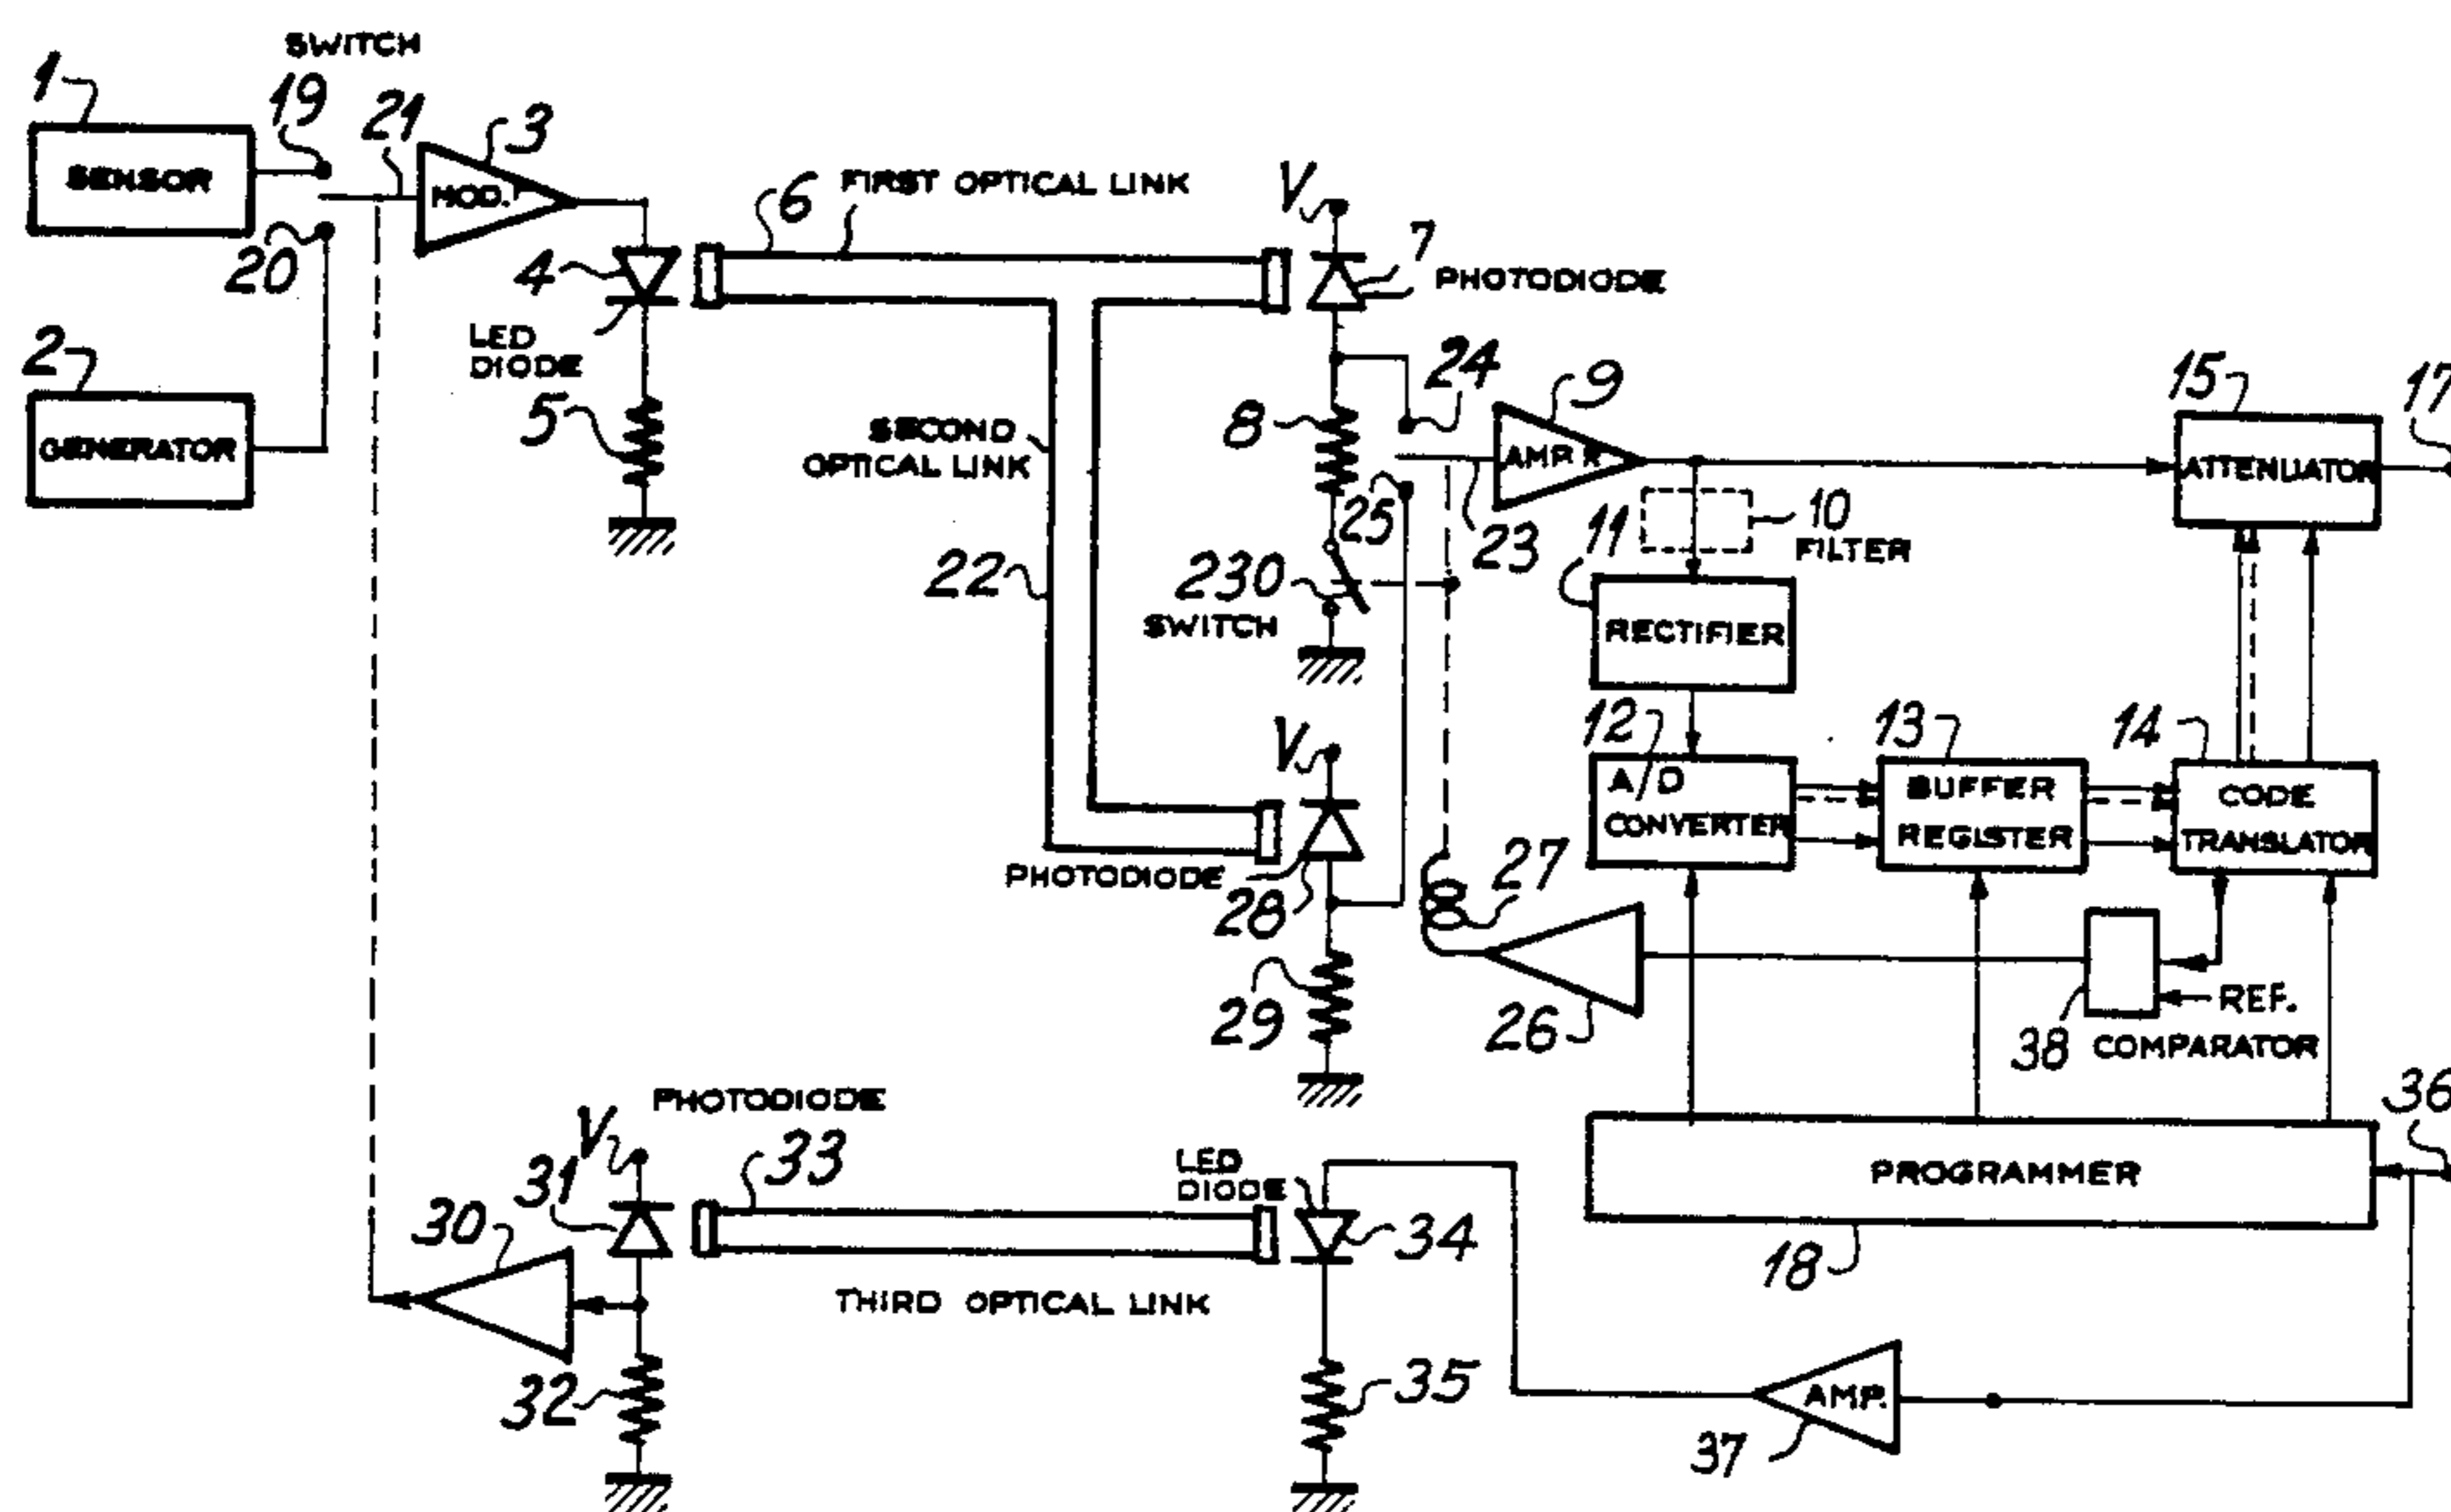 SWITCH
1
19
21
3
SENSOR
MOD.
20
2
GENERATOR
4
LED
DIODE
5
6
FIRST OPTICAL LINK
V
7
PHOTODIODE
SECOND
OPTICAL LINK
22
8
24
9
AMP
25
23
10
FILTER
11
230
SWITCH
RECTIFIER
15
17
ATTENUATOR
12
13
14
A/D
CONVERTER
BUFFER
REGISTER
CODE
TRANSLATOR
V
PHOTODIODE
28
27
29
26
REF.
38
COMPARATOR
36
PHOTODIODE
V
31
33
30
LED
DIODE
34
PROGRAMMER
18
THIRD OPTICAL LINK
32
35
AMP.
37